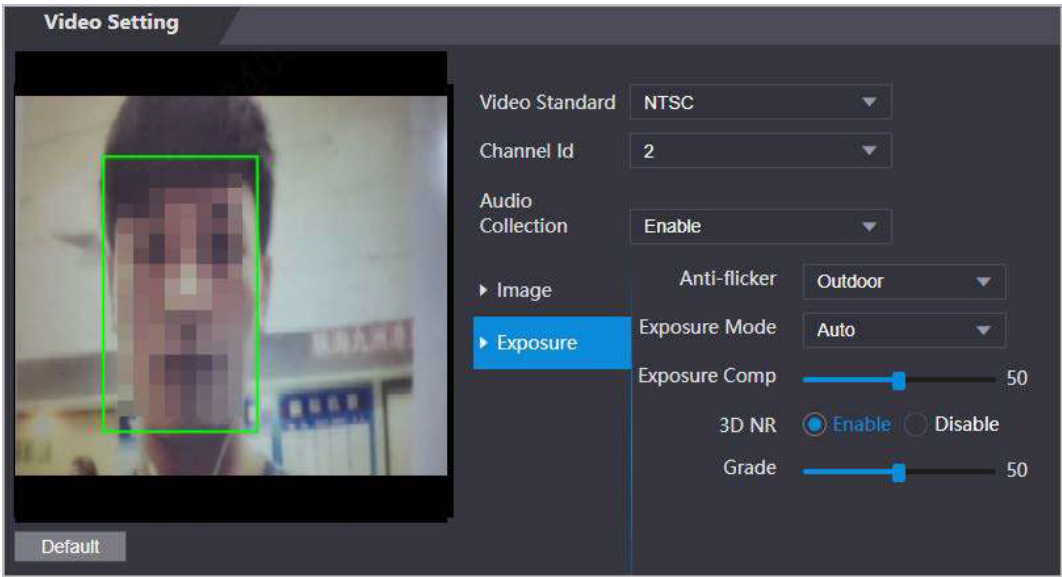 Video Setting
Video Standard NTSC
Channel Id 2
Audio
Collection Enable
Image
Exposure
Anti-flicker Outdoor
Exposure Mode Auto
Exposure Comp 50
3D NR Enable Disable
Grade 50
Default